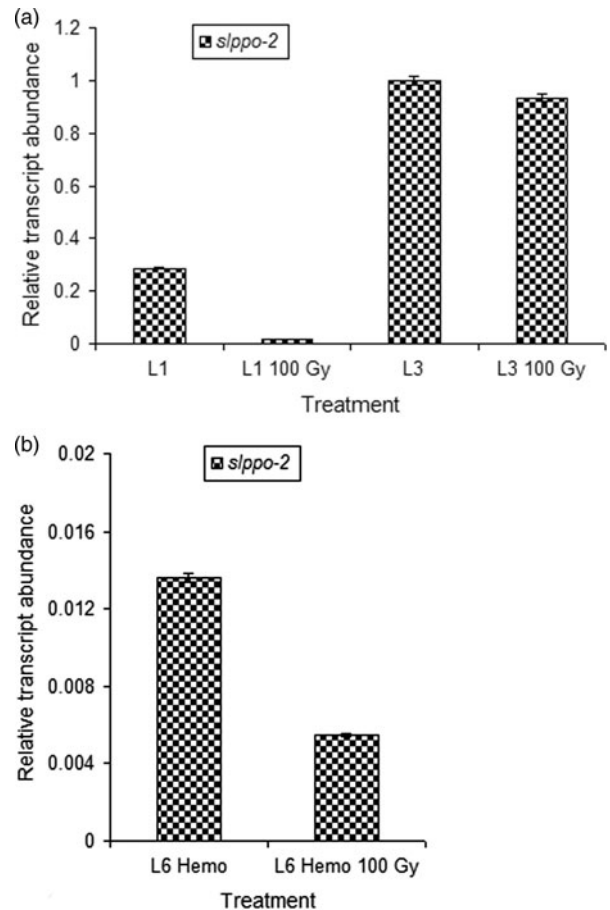 (a)
1.2
slppo-2
1
0.8
0.6
0.4
0.2
0
Relative transcript abundance
L1 L1 100 Gy L3 L3 100 Gy
Treatment
(b)
0.02
slppo-2
0.016
0.012
0.008
0.004
0
Relative transcript abundance
L6 Hemo L6 Hemo 100 Gy
Treatment